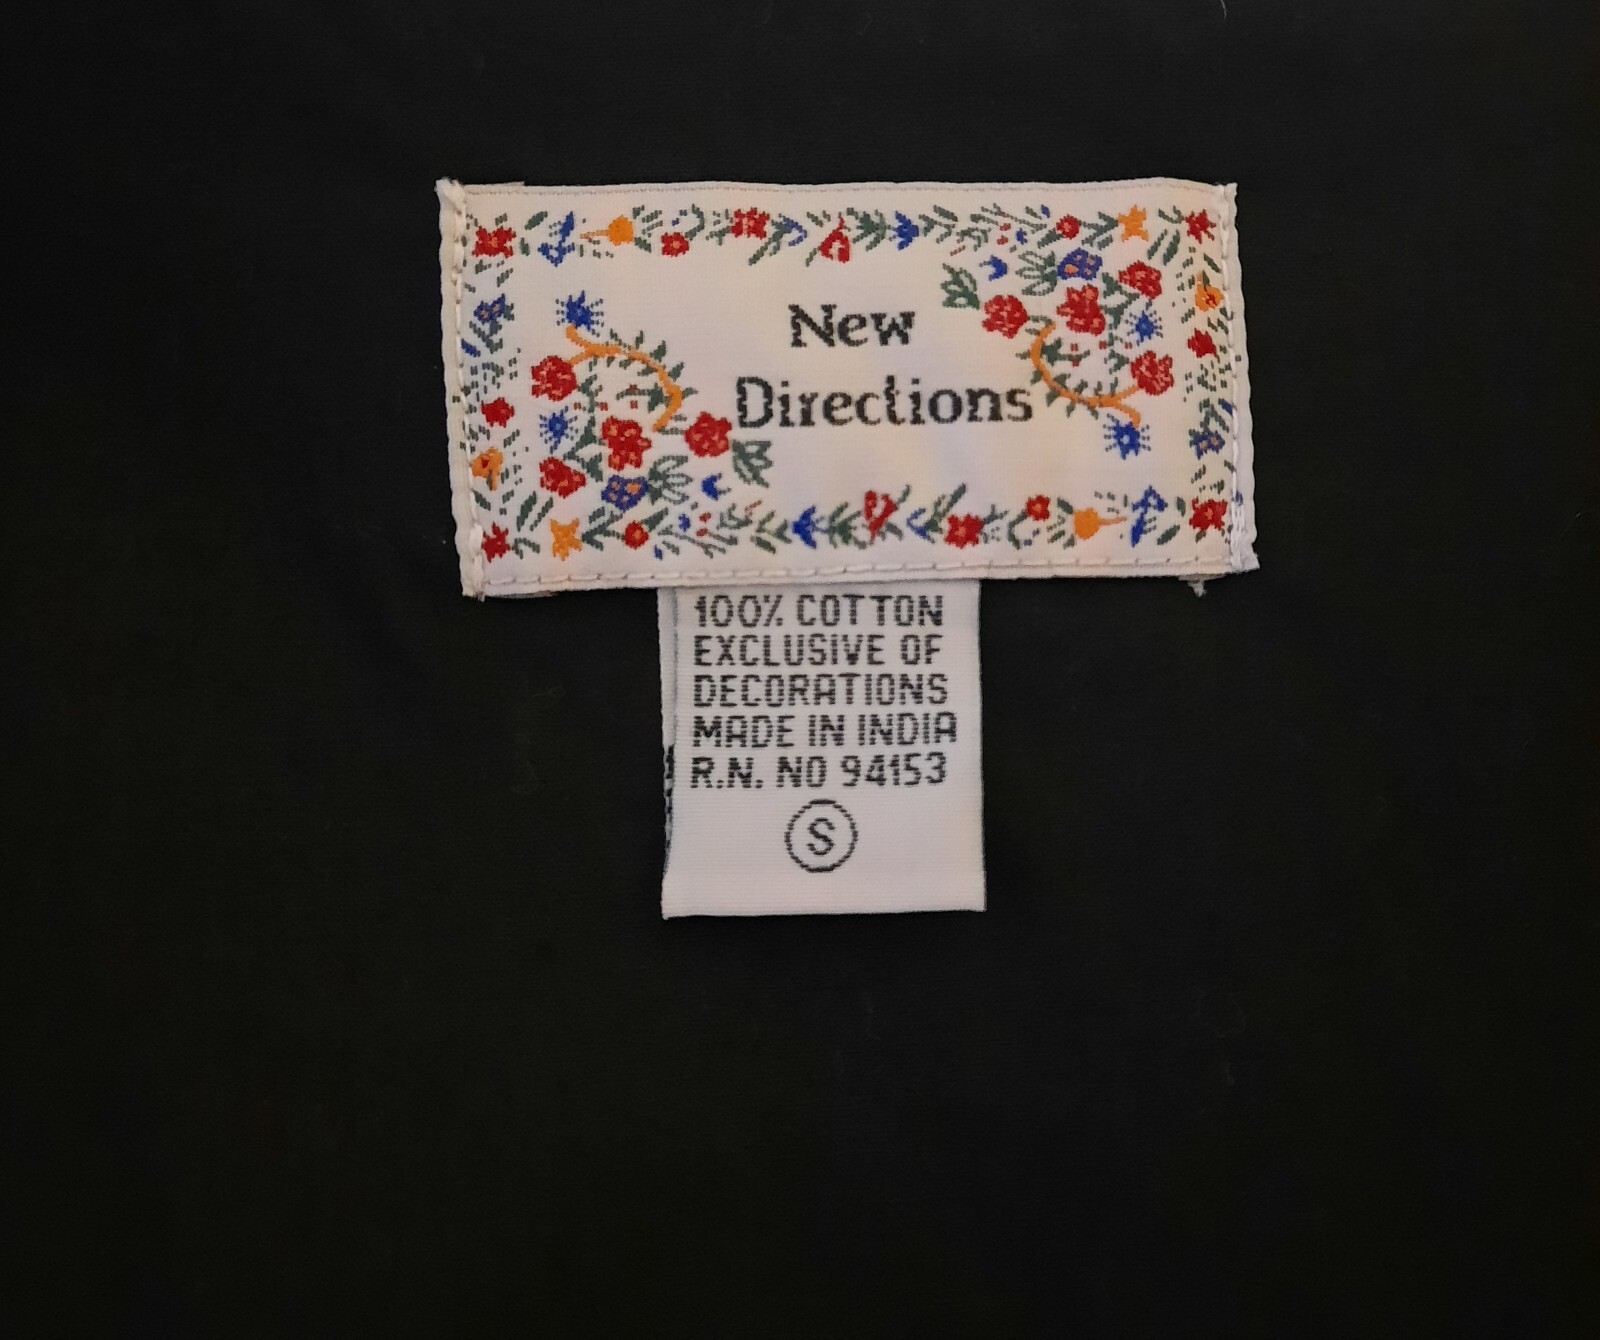 New
Directions
100% COTTON
EXCLUSIVE OF
DECORATIONS
MADE IN INDIA
R.N. NO 94153
S